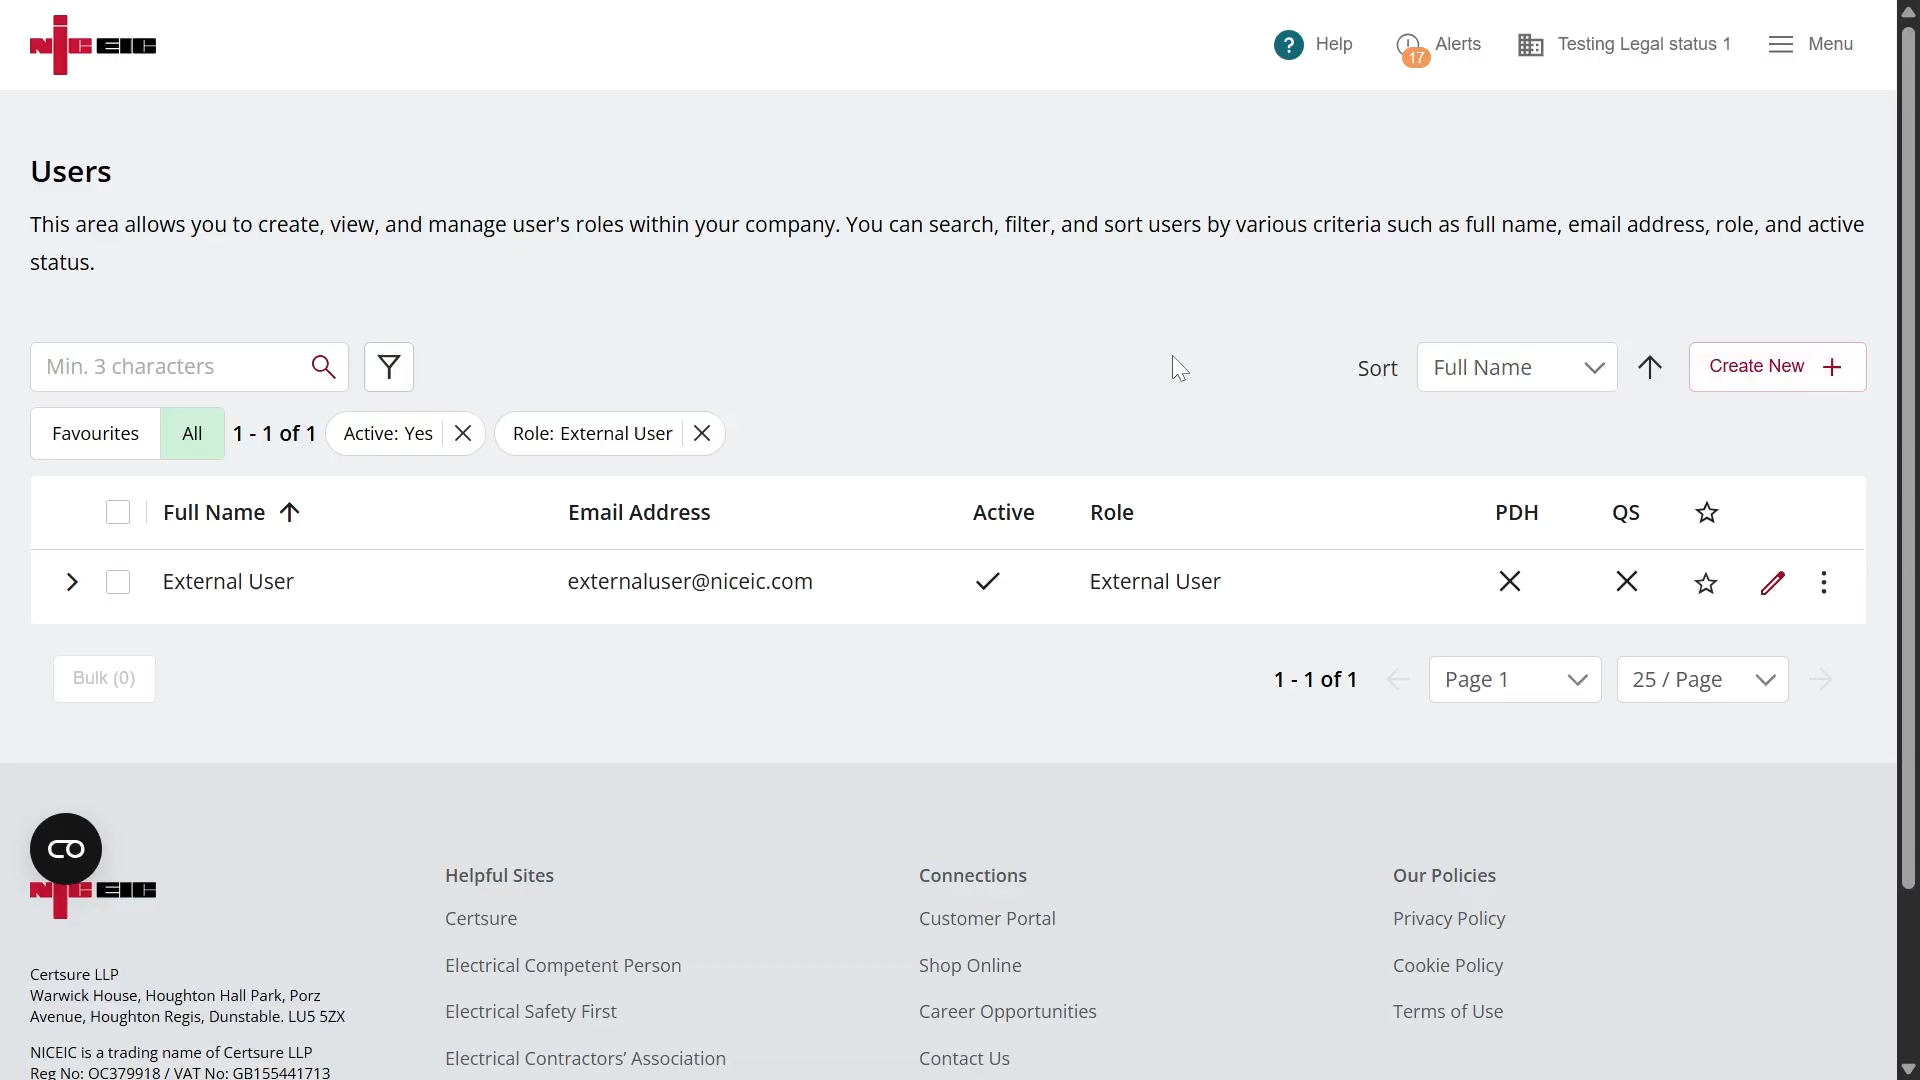 NICEIC
? Help
17 Alerts
Testing Legal status 1
Menu
Users
This area allows you to create, view, and manage user's roles within your company. You can search, filter, and sort users by various criteria such as full name, email address, role, and active
status.
Min. 3 characters
Sort
Full Name
Create New
Favourites
All
1 - 1 of 1
Active: Yes
Role: External User
Full Name
Email Address
Active
Role
PDH
QS
External User
externaluser@niceic.com
External User
Bulk (0)
1 - 1 of 1
Page 1
25 / Page
NICEIC
Certsure LLP
Warwick House, Houghton Hall Park, Porz
Avenue, Houghton Regis, Dunstable. LU5 5ZX
NICEIC is a trading name of Certsure LLP
Reg No: OC379918 / VAT No: GB155441713
Helpful Sites
Certsure
Electrical Competent Person
Electrical Safety First
Electrical Contractors’ Association
Connections
Customer Portal
Shop Online
Career Opportunities
Contact Us
Our Policies
Privacy Policy
Cookie Policy
Terms of Use